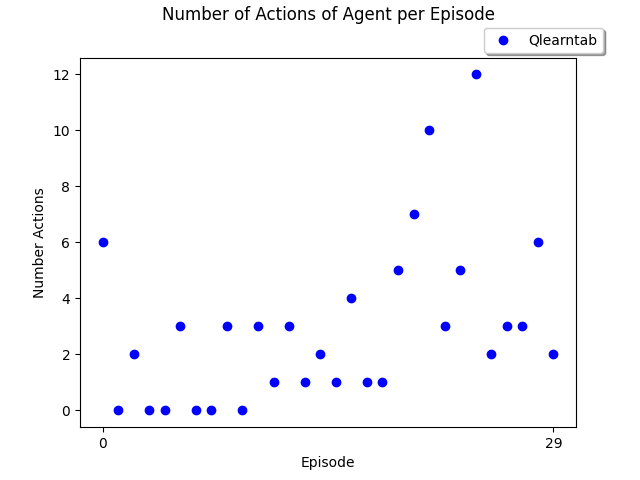 Number of Actions of Agent per Episode
Qlearntab
12
10
8
6
4
2
0
Number Actions
0
29
Episode